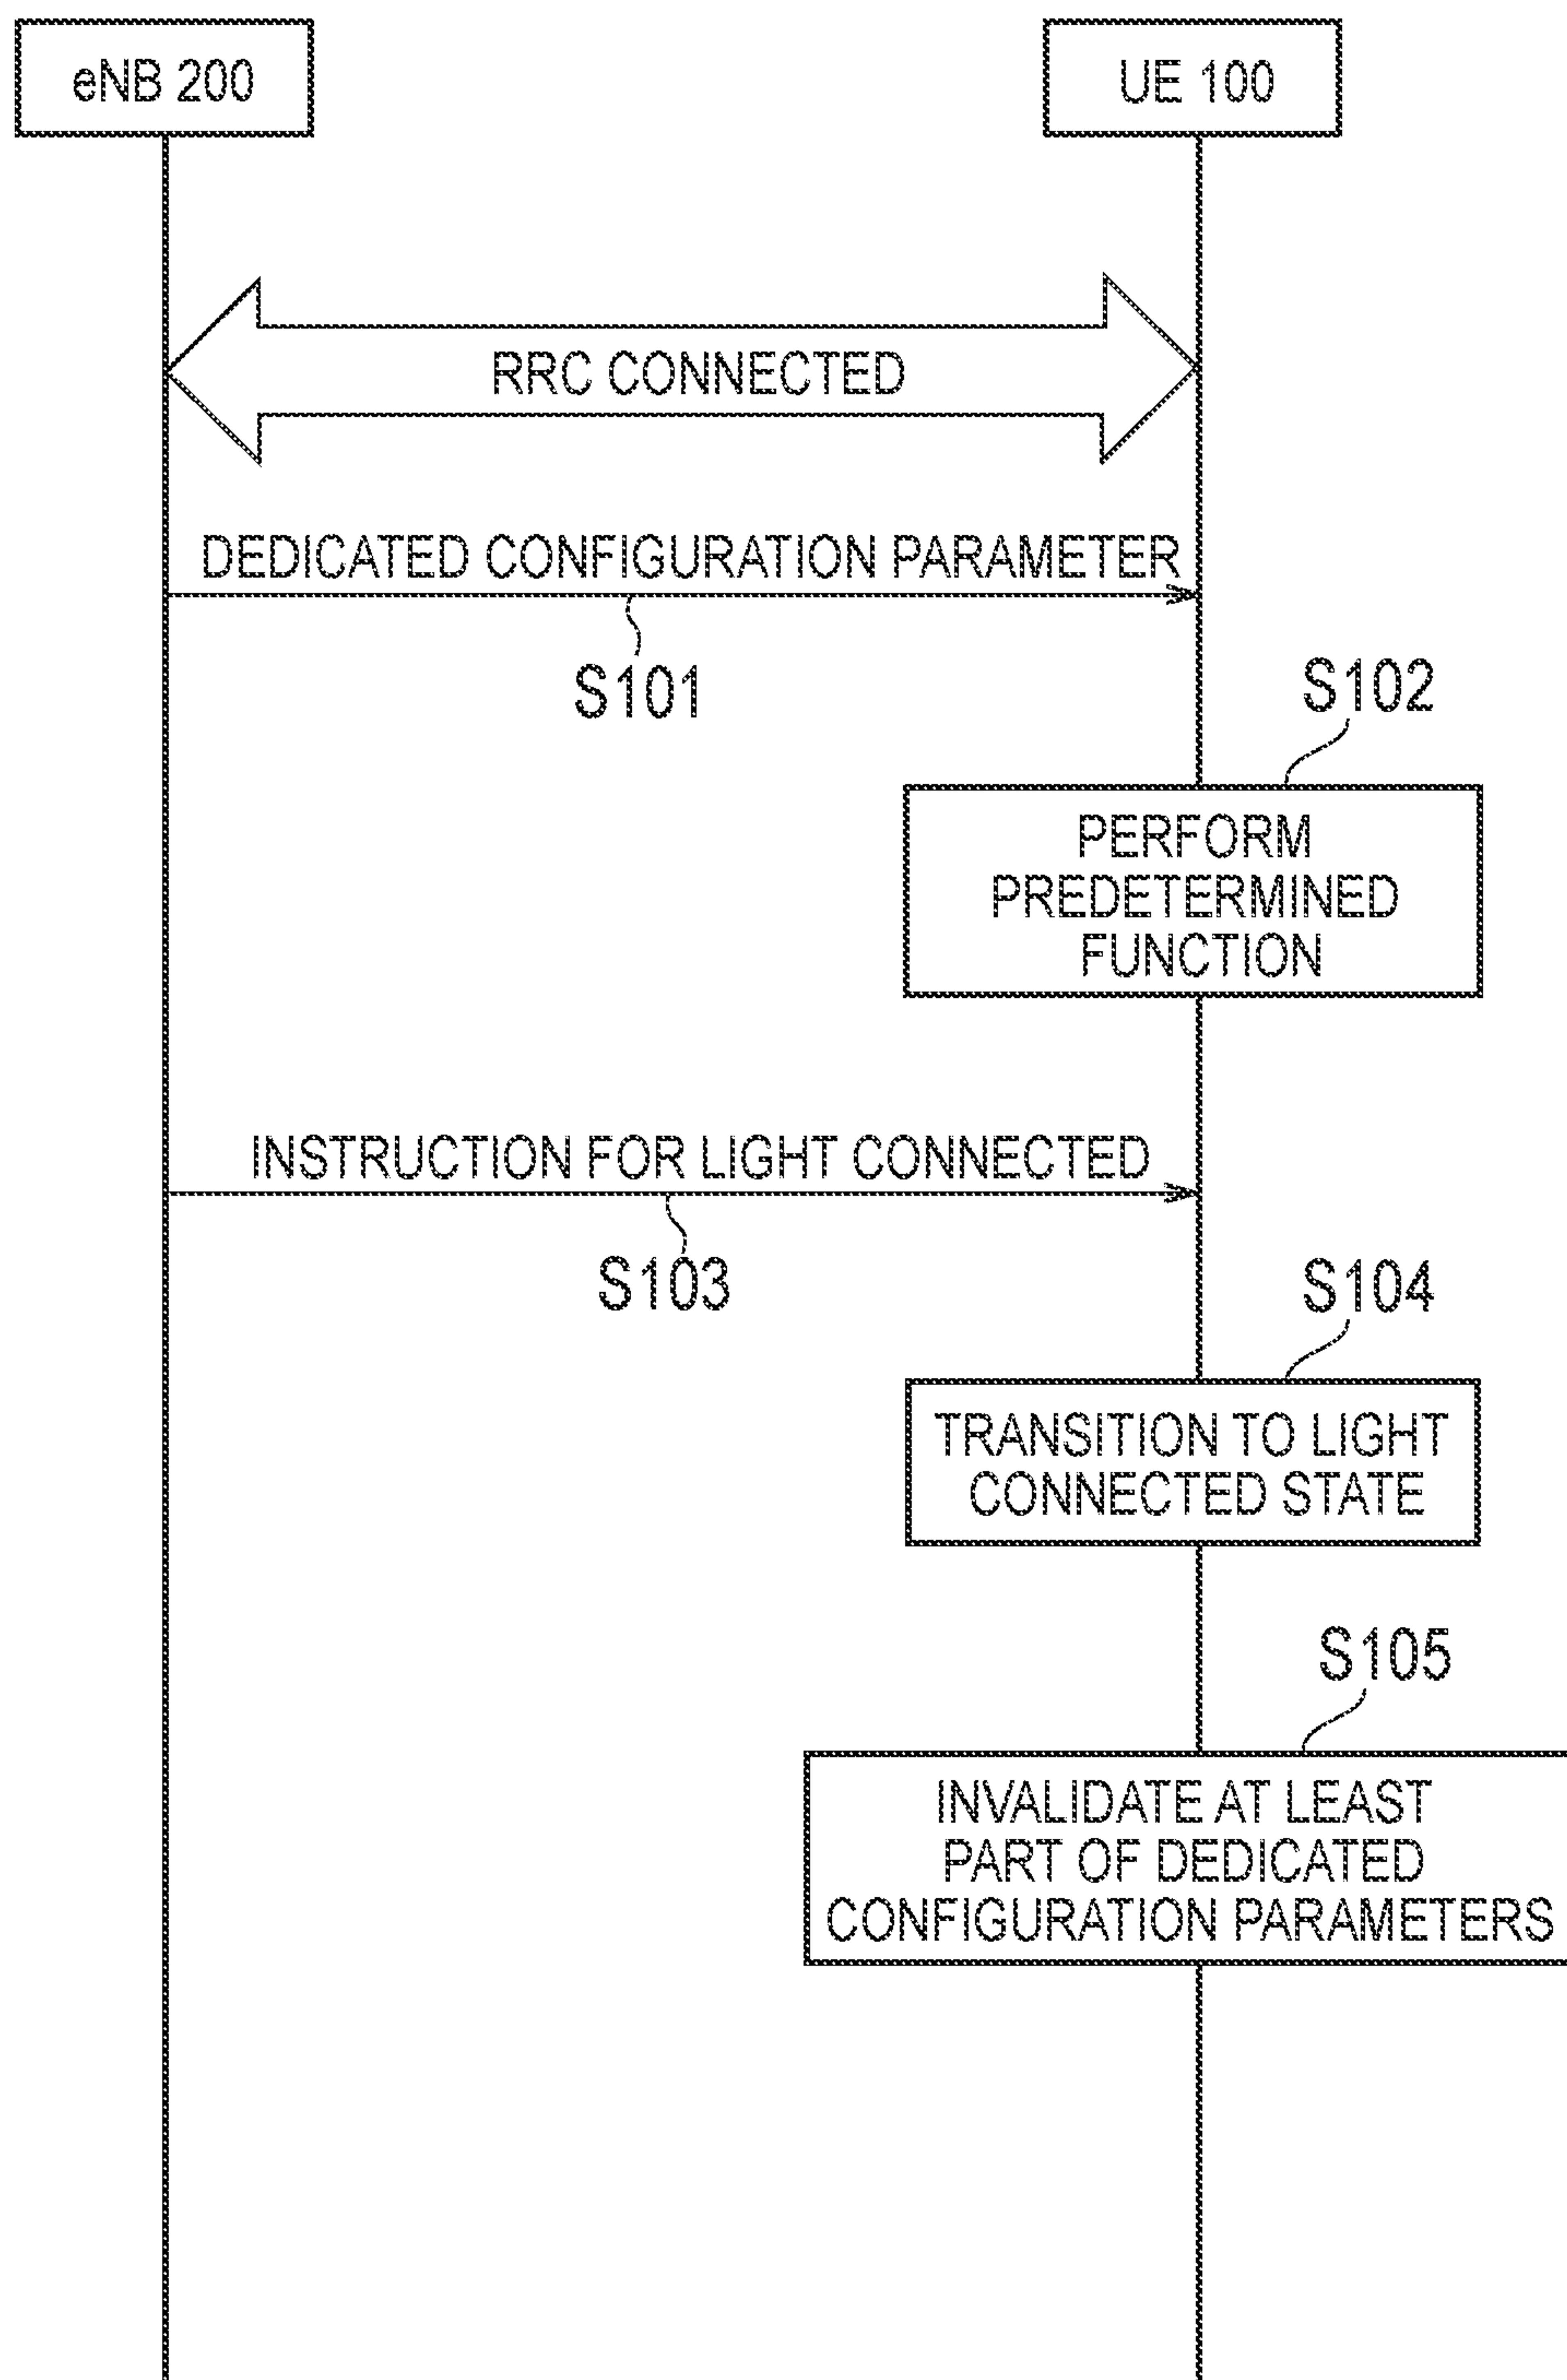 eNB 200
UE 100
RRC CONNECTED
DEDICATED CONFIGURATION PARAMETER
S101
S102
PERFORM
PREDETERMINED
FUNCTION
INSTRUCTION FOR LIGHT CONNECTED
S103
S104
TRANSITION TO LIGHT
CONNECTED STATE
S105
INVALIDATE AT LEAST
PART OF DEDICATED
CONFIGURATION PARAMETERS